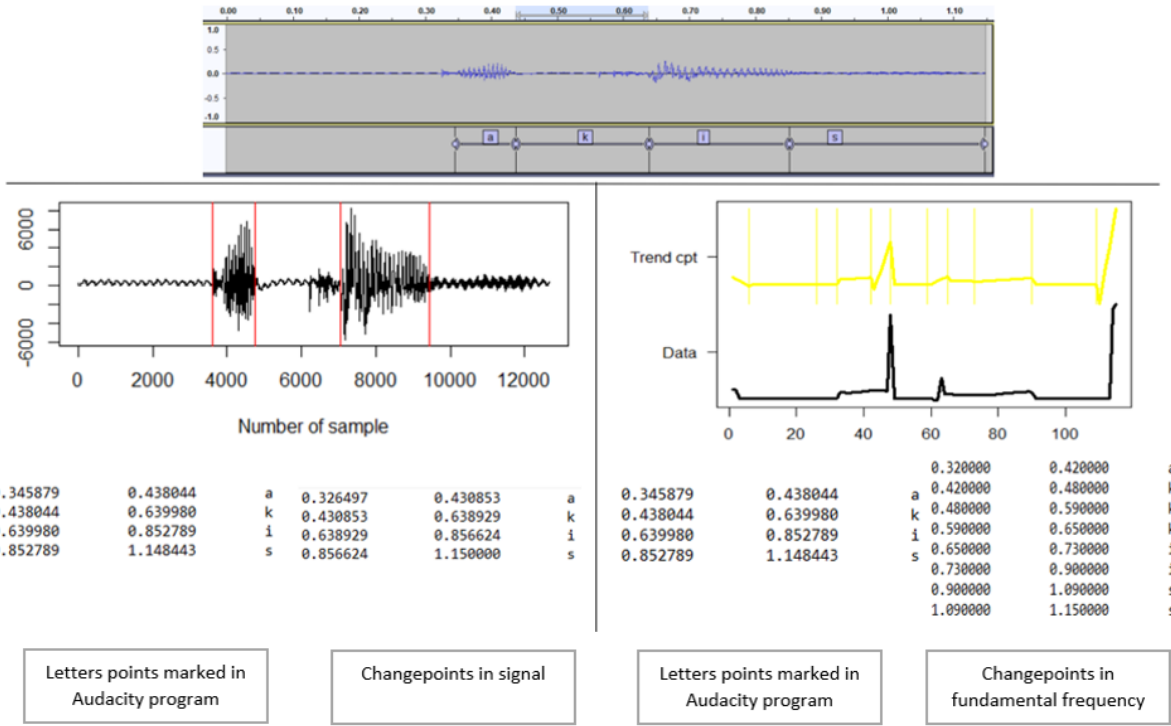 0.00 0.10 0.20 0.30 0.40 0.50 0.60 0.70 0.80 0.90 1.00 1.10
1.0
0.5
0.0
-0.5
-1.0
a k i s
6000
0
-6000
0 2000 4000 6000 8000 10000 12000
Number of sample
Trend cpt
Data
0 20 40 60 80 100
.345879 0.438044 a
.438044 0.639980 k
.639980 0.852789 i
.852789 1.148443 s
0.326497 0.430853 a
0.430853 0.638929 k
0.638929 0.856624 i
0.856624 1.150000 s
0.345879 0.438044 a
0.438044 0.639980 k
0.639980 0.852789 i
0.852789 1.148443 s
0.320000 0.420000 a
0.420000 0.480000
0.480000 0.590000
0.590000 0.650000
0.650000 0.730000
0.730000 0.900000
0.900000 1.090000 s
1.090000 1.150000 s
Letters points marked in
Audacity program
Changepoints in signal
Letters points marked in
Audacity program
Changepoints in
fundamental frequency